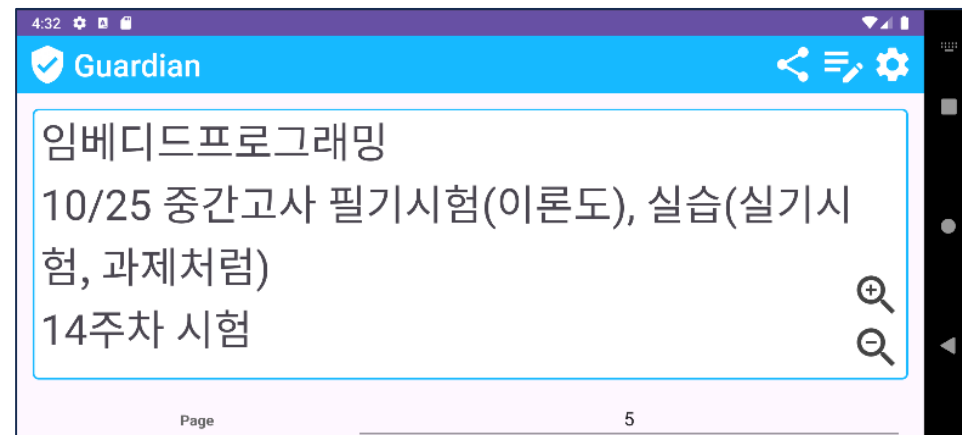 4:32
Guardian
임베디드프로그래밍
10/25 중간고사 필기시험(이론도), 실습(실기시
험, 과제처럼)
14주차 시험
Page 5